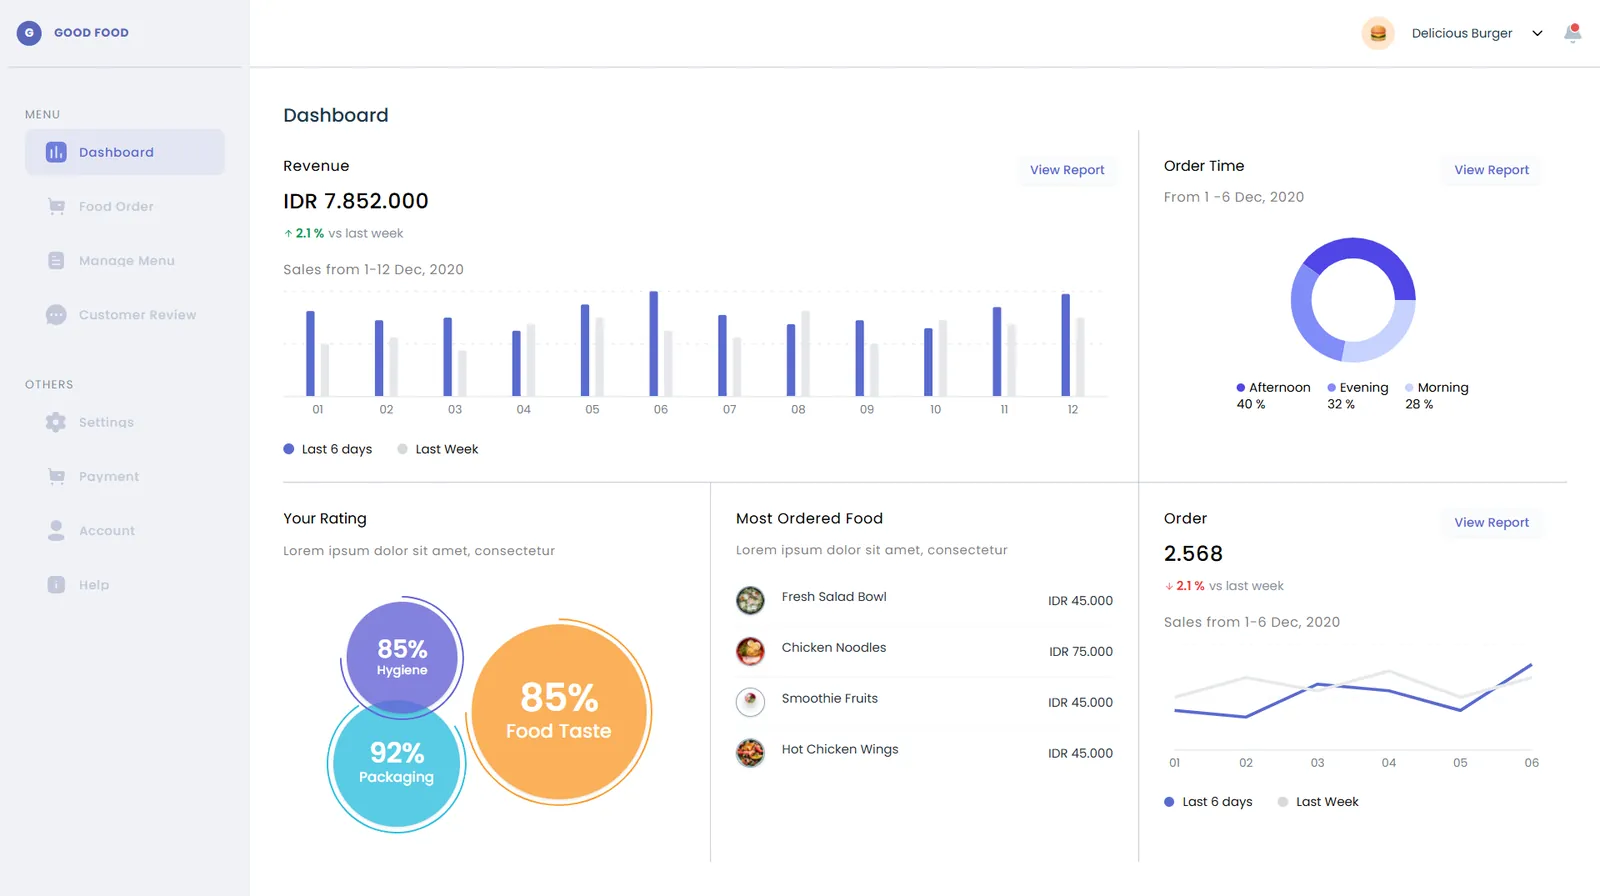 G GOOD FOOD
Delicious Burger
MENU
Dashboard
Food Order
Manage Menu
Customer Review
OTHERS
Settings
Payment
Account
Help
Dashboard
Revenue
View Report
IDR 7.852.000
↑ 2.1 % vs last week
Sales from 1-12 Dec, 2020
01 02 03 04 05 06 07 08 09 10 11 12
Last 6 days Last Week
Order Time
View Report
From 1 -6 Dec, 2020
Afternoon Evening Morning
40 % 32 % 28 %
Your Rating
Lorem ipsum dolor sit amet, consectetur
85%
Hygiene
85%
Food Taste
92%
Packaging
Most Ordered Food
Lorem ipsum dolor sit amet, consectetur
Fresh Salad Bowl IDR 45.000
Chicken Noodles IDR 75.000
Smoothie Fruits IDR 45.000
Hot Chicken Wings IDR 45.000
Order
View Report
2.568
↓ 2.1 % vs last week
Sales from 1-6 Dec, 2020
01 02 03 04 05 06
Last 6 days Last Week